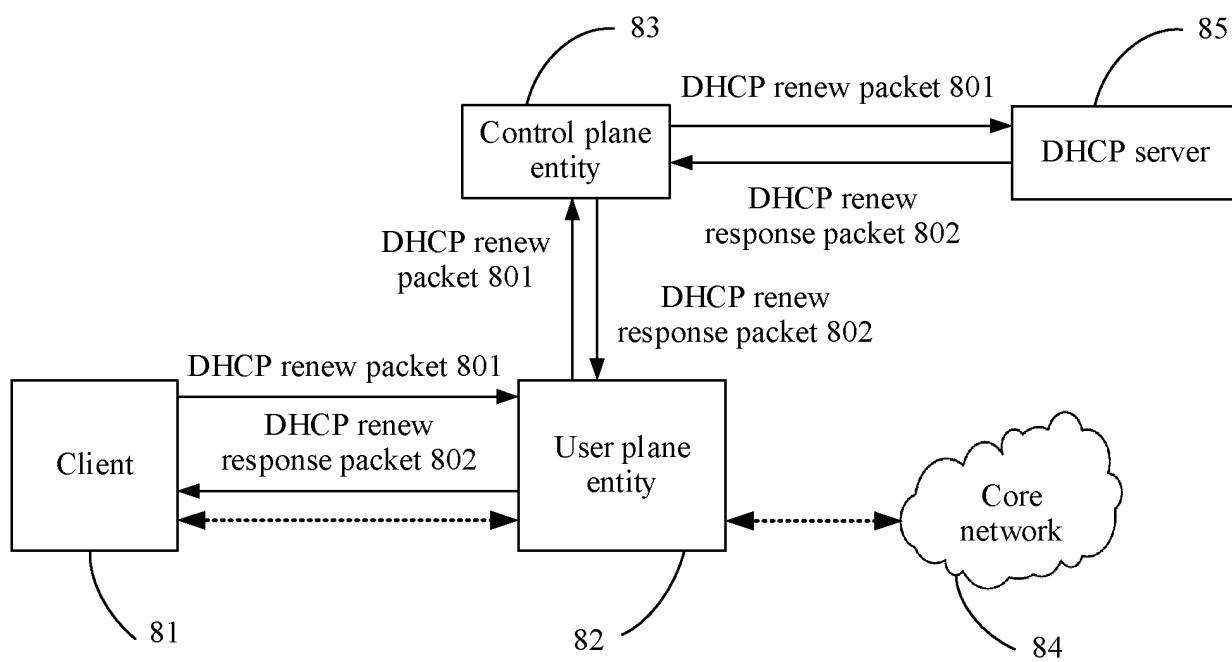 83
85
DHCP renew packet 801
Control plane
entity
DHCP server
DHCP renew
response packet 802
DHCP renew
packet 801
DHCP renew
response packet 802
DHCP renew packet 801
DHCP renew
response packet 802
Client
User plane
entity
Core
network
81
82
84